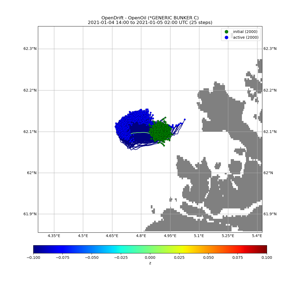 OpenDrift - OpenOil (*GENERIC BUNKER C)
2021-01-04 14:00 to 2021-01-05 02:00 UTC (25 steps)
initial (2000)
active (2000)
62.3°N 62.3°N
62.2°N 62.2°N
62.1°N 62.1°N
62°N 62°N
61.9°N 61.9°N
4.35°E 4.5°E 4.65°E 4.8°E 4.95°E 5.1°E 5.25°E 5.4°E
−0.100 −0.075 −0.050 −0.025 0.000 0.025 0.050 0.075 0.100
z